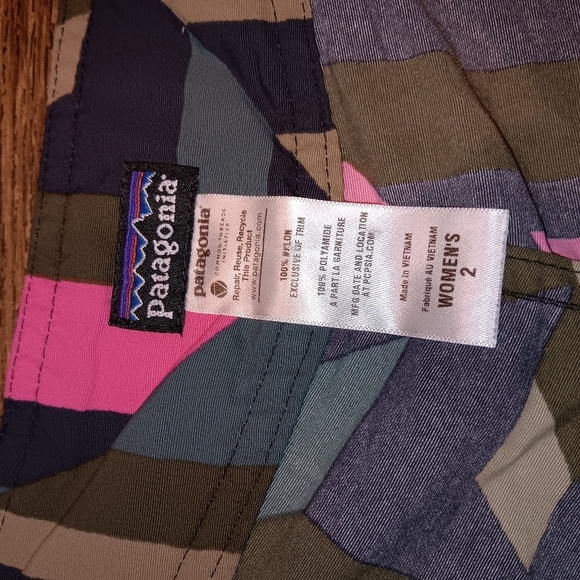 patagonia®
patagonia®
COMMON THREADS
INITIATIVE
Repair, Reuse, Recycle
This Product
www.patagonia.com
100% NYLON
EXCLUSIVE OF TRIM
100% POLYAMIDE
A PART LA GARNITURE
MFG DATE AND LOCATION
AT PCPSIA.COM
Made in VIETNAM
Fabriqué AU VIETNAM
WOMEN'S
2